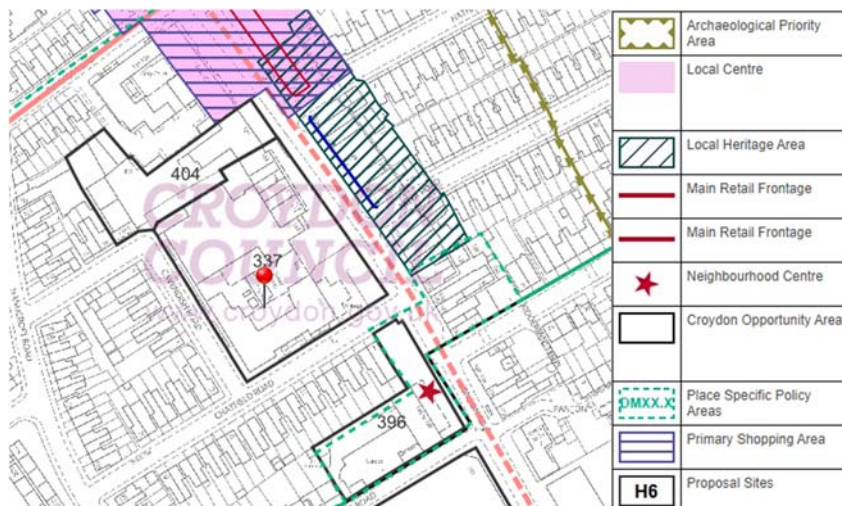 404
CROYDON
COUNCIL
337
www.croydon.gov.uk
CHATFIELD ROAD
396
ROAD
Archaeological Priority
Area
Local Centre
Local Heritage Area
Main Retail Frontage
Main Retail Frontage
Neighbourhood Centre
Croydon Opportunity Area
DMXX.X
Place Specific Policy
Areas
Primary Shopping Area
H6
Proposal Sites